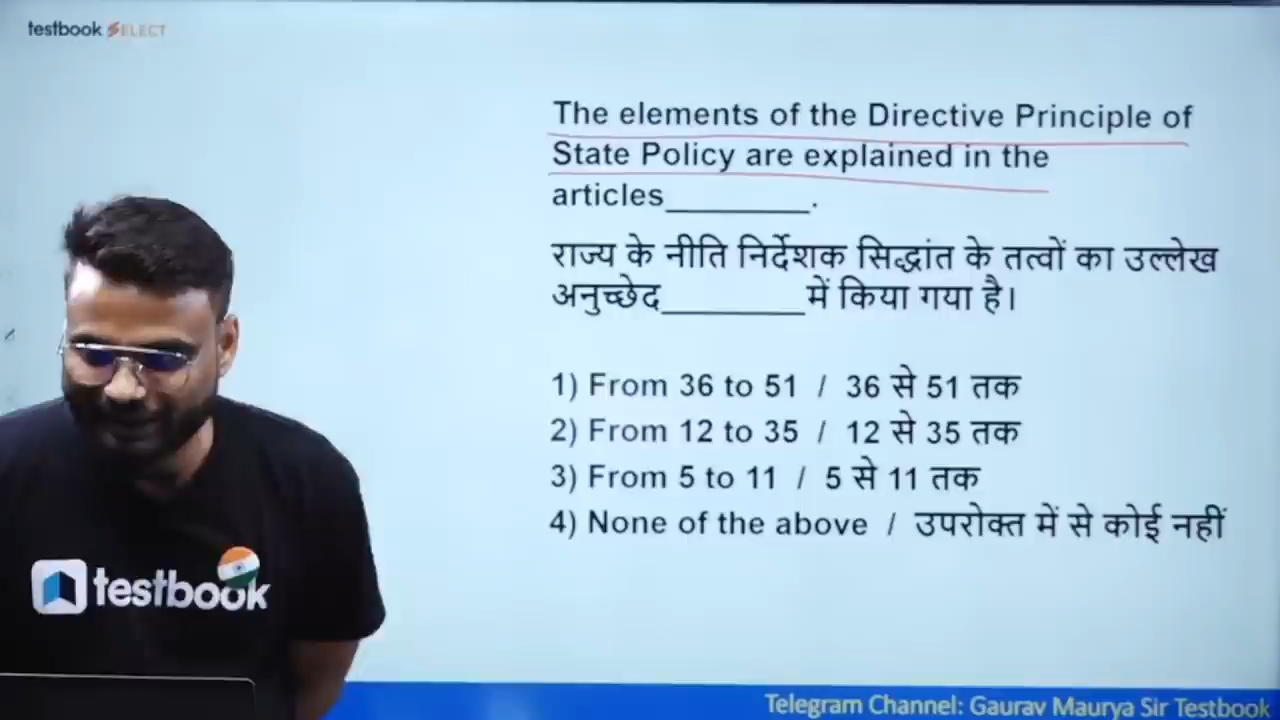 testbook SELECT
The elements of the Directive Principle of
State Policy are explained in the
articles________.
राज्य के नीति निर्देशक सिद्धांत के तत्वों का उल्लेख
अनुच्छेद________में किया गया है।
1) From 36 to 51 / 36 से 51 तक
2) From 12 to 35 / 12 से 35 तक
3) From 5 to 11 / 5 से 11 तक
4) None of the above / उपरोक्त में से कोई नहीं
testbook
Telegram Channel: Gaurav Maurya Sir Testbook